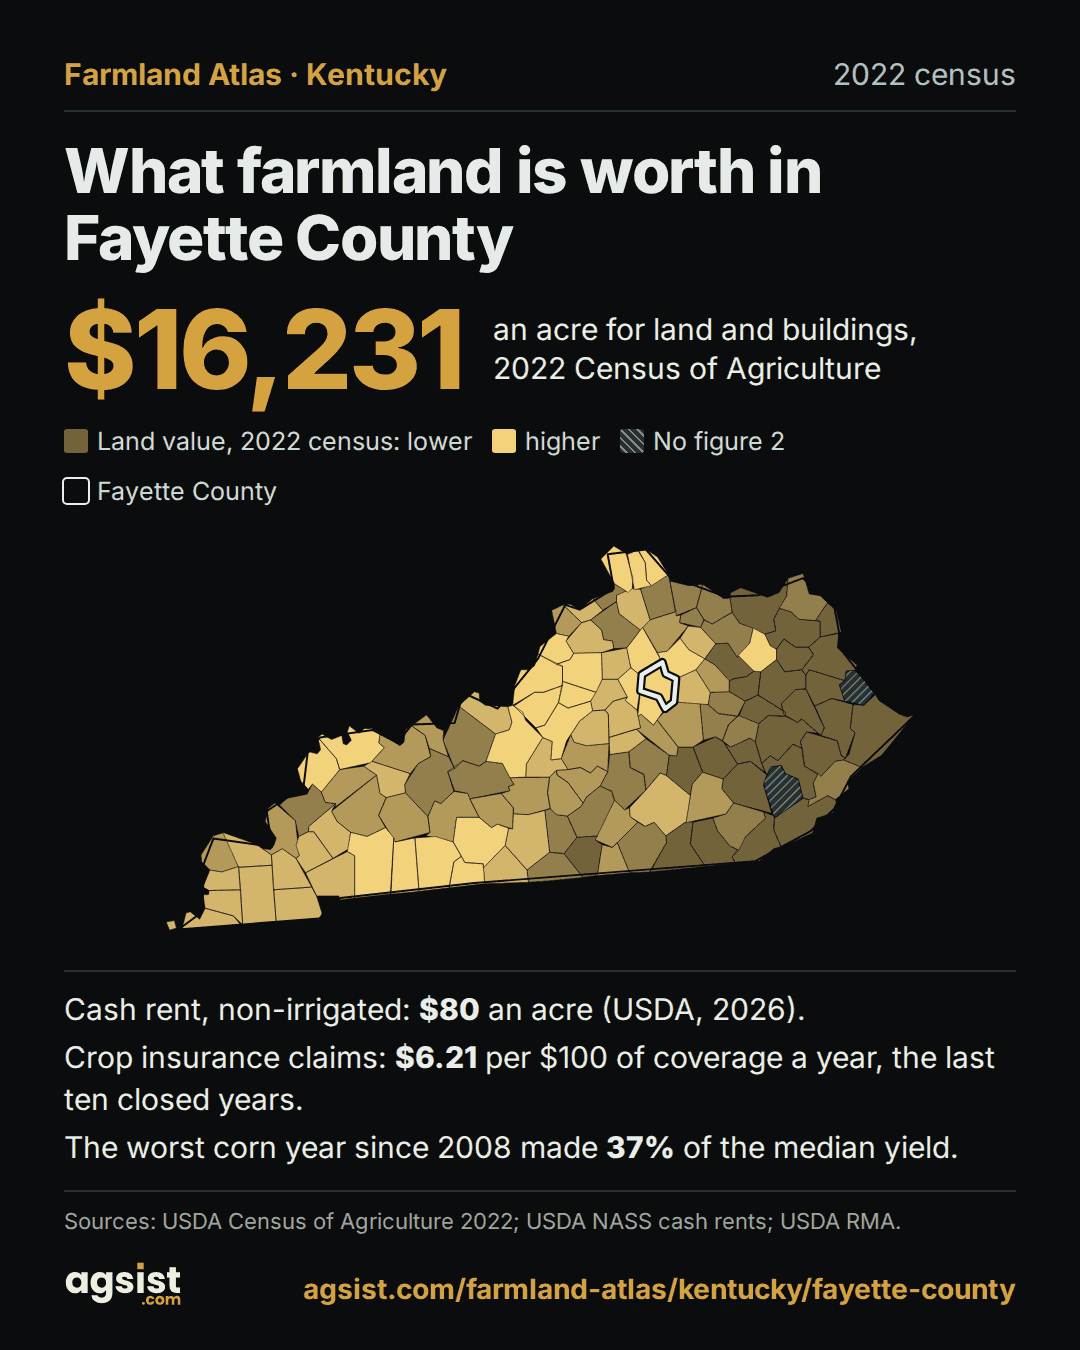 Farmland Atlas · Kentucky
2022 census
What farmland is worth in
Fayette County
$16,231
an acre for land and buildings,
2022 Census of Agriculture
Land value, 2022 census: lower
higher
No figure 2
Fayette County
Cash rent, non-irrigated: $80 an acre (USDA, 2026).
Crop insurance claims: $6.21 per $100 of coverage a year, the last
ten closed years.
The worst corn year since 2008 made 37% of the median yield.
Sources: USDA Census of Agriculture 2022; USDA NASS cash rents; USDA RMA.
agsist
.com
agsist.com/farmland-atlas/kentucky/fayette-county